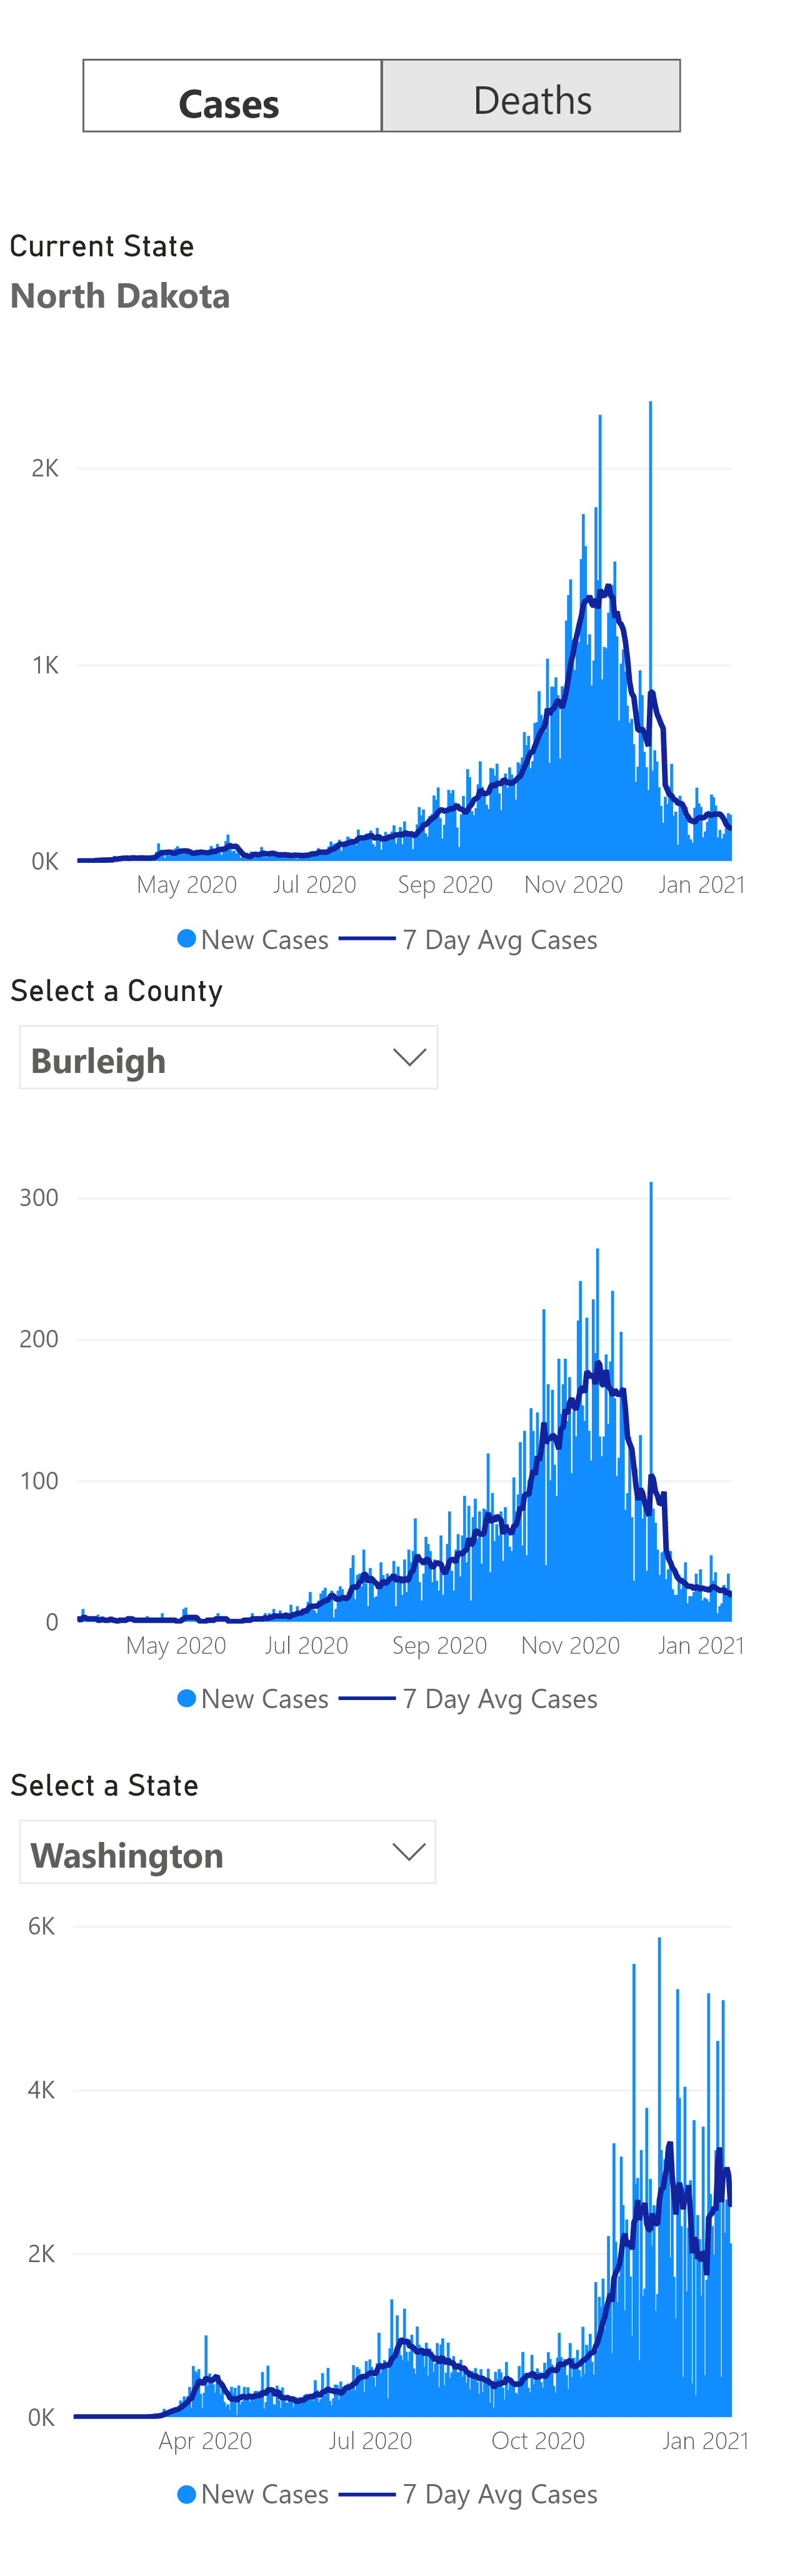 Cases Deaths
Current State
North Dakota
2K
1K
0K
May 2020 Jul 2020 Sep 2020 Nov 2020 Jan 2021
New Cases 7 Day Avg Cases
Select a County
Burleigh
300
200
100
0
May 2020 Jul 2020 Sep 2020 Nov 2020 Jan 2021
New Cases 7 Day Avg Cases
Select a State
Washington
6K
4K
2K
0K
Apr 2020 Jul 2020 Oct 2020 Jan 2021
New Cases 7 Day Avg Cases